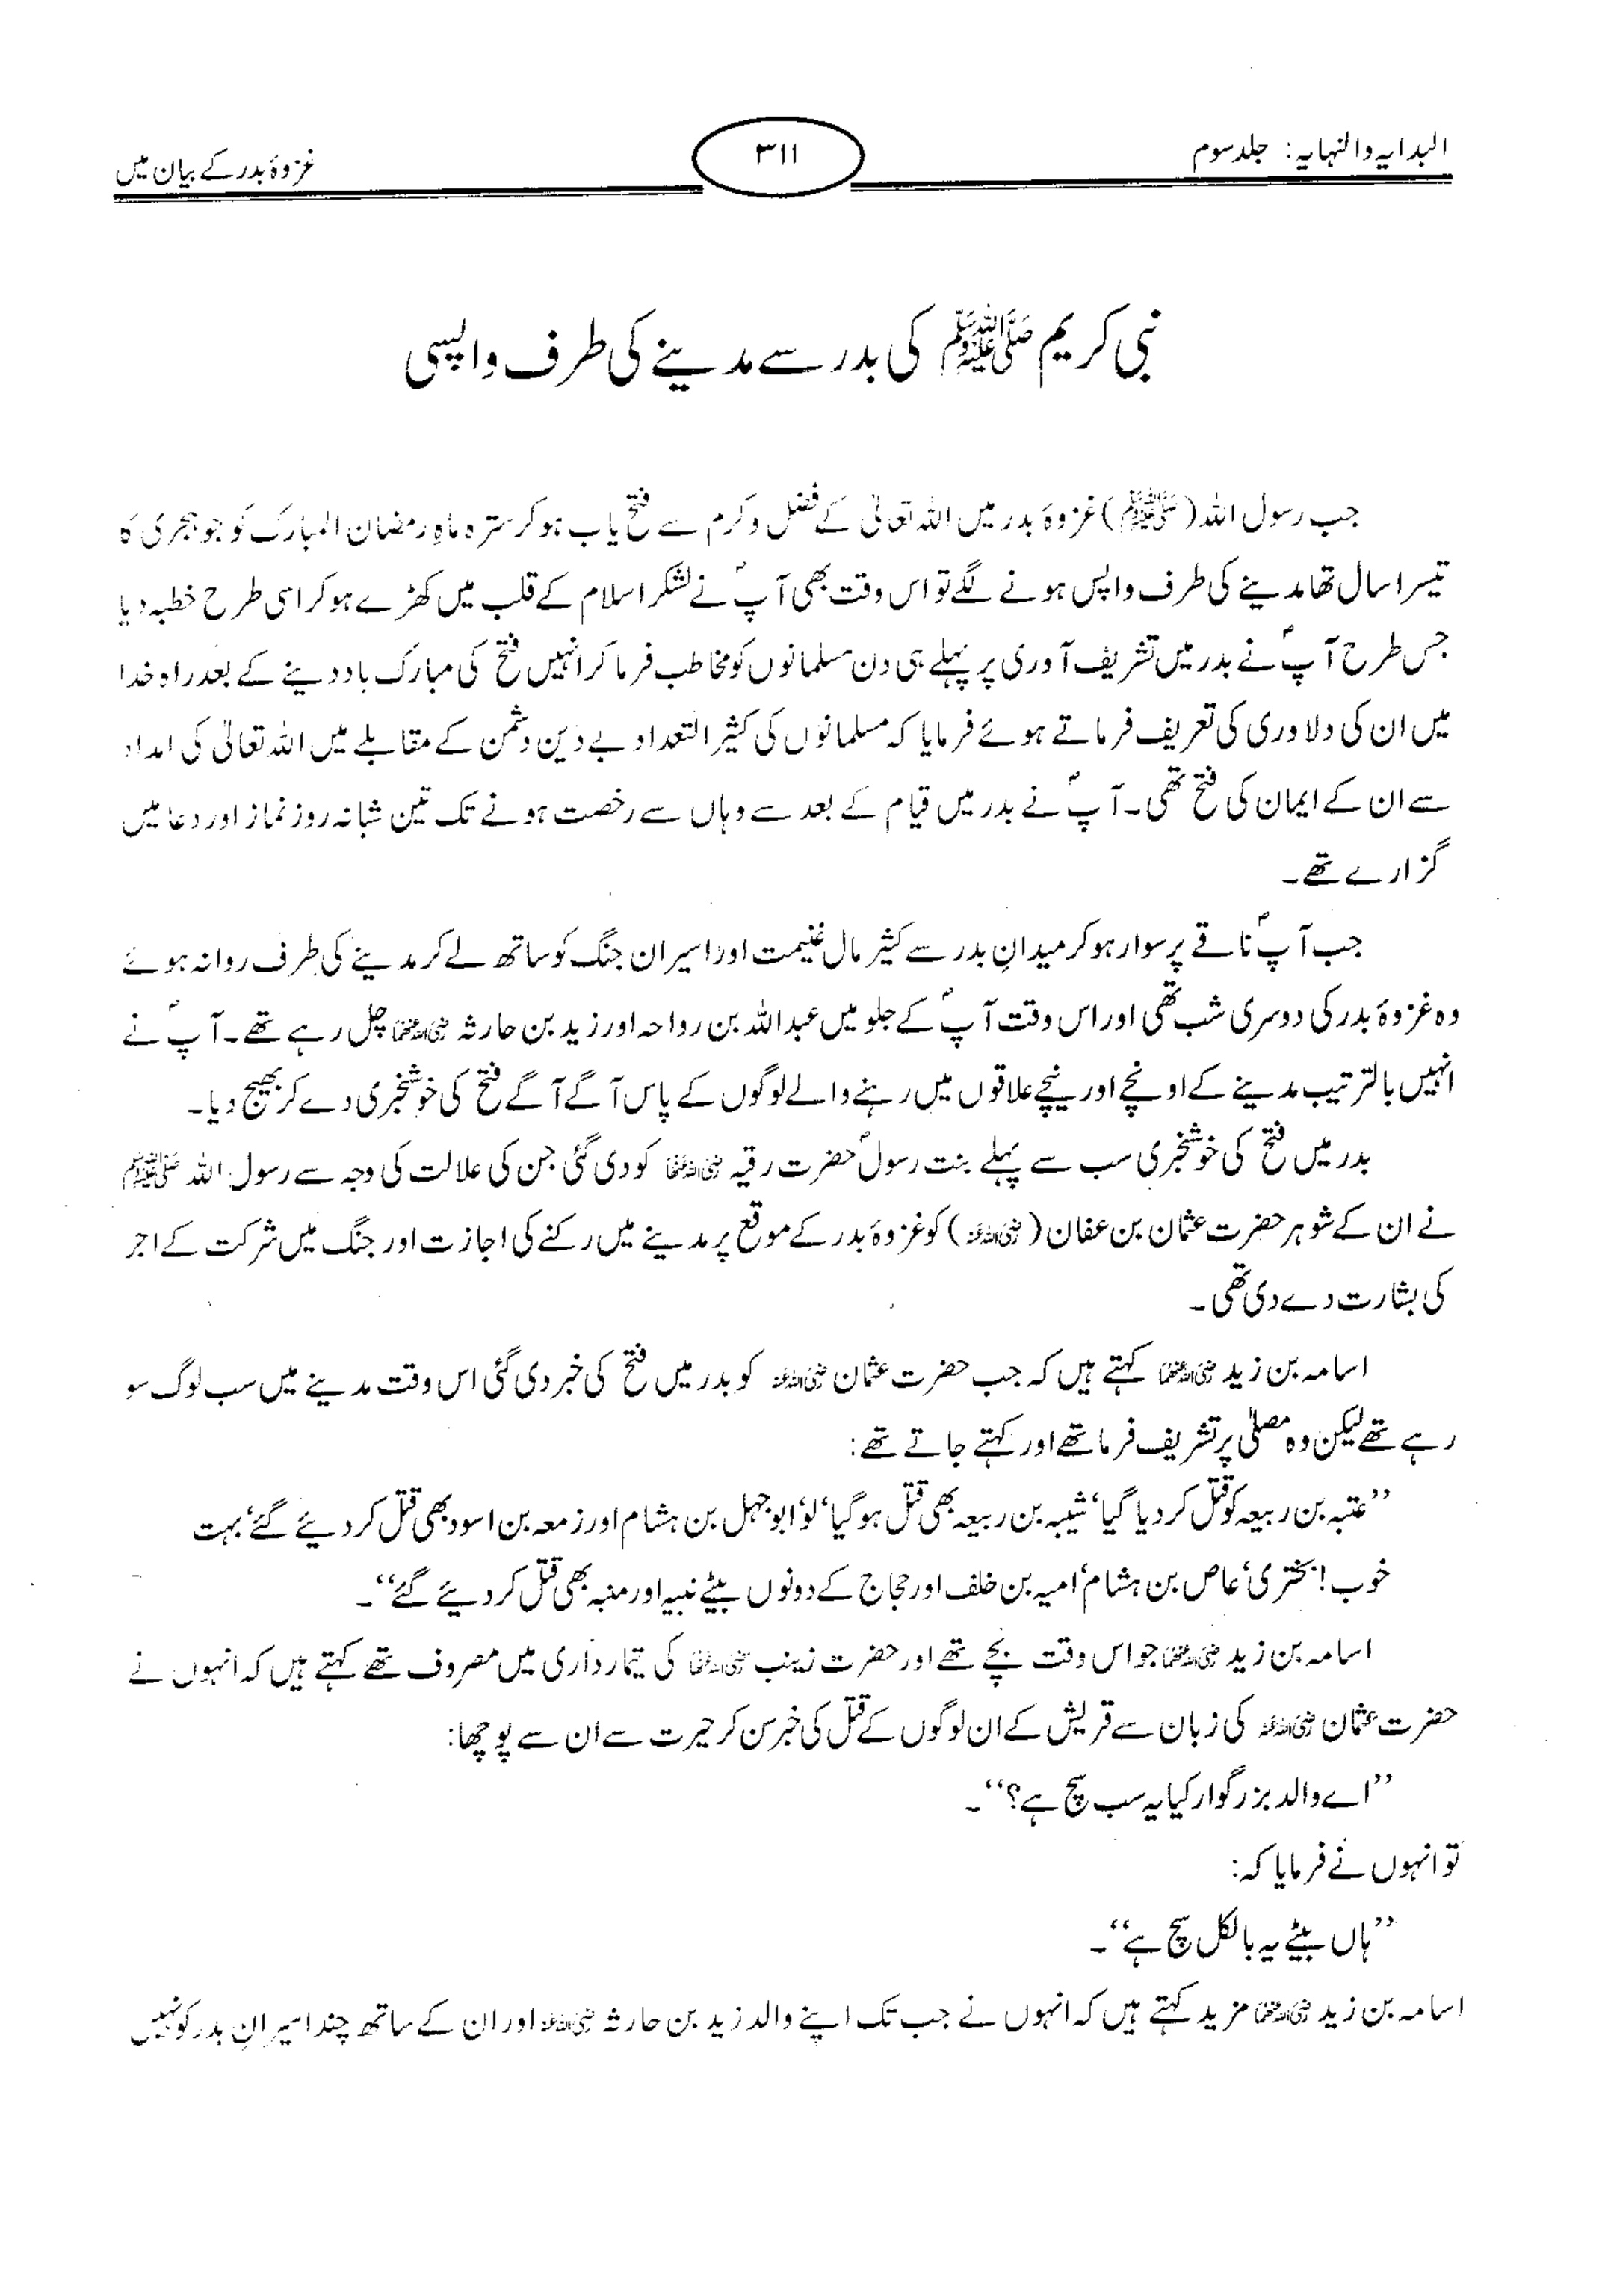 البدایہ والنہایہ: جلد سوم
۳۱۱
غزوۂ بدر کے بیان میں
نبی کریم ﷺ کی بدر سے مدینے کی طرف واپسی
جب رسول اللہ (ﷺ) غزوۂ بدر میں اللہ تعالیٰ کے فضل و کرم سے فتح یاب ہو کر سترہ ماہِ رمضان المبارک کو جو ہجری کا
تیسرا سال تھا مدینے کی طرف واپس ہونے لگے تو اس وقت بھی آپؐ نے لشکر اسلام کے قلب میں کھڑے ہو کر اسی طرح خطبہ دیا
جس طرح آپؐ نے بدر میں تشریف آوری پر پہلے ہی دن مسلمانوں کو مخاطب فرما کر انہیں فتح کی مبارک باد دینے کے بعد راہ خدا
میں ان کی دلاوری کی تعریف فرماتے ہوئے فرمایا کہ مسلمانوں کی کثیر التعداد بے دین دشمن کے مقابلے میں اللہ تعالیٰ کی امداد
سے ان کے ایمان کی فتح تھی۔ آپؐ نے بدر میں قیام کے بعد سے وہاں سے رخصت ہونے تک تین شبانہ روز نماز اور دعا میں
گزارے تھے۔
جب آپؐ ناقے پر سوار ہو کر میدانِ بدر سے کثیر مال غنیمت اور اسیران جنگ کو ساتھ لے کر مدینے کی طرف روانہ ہوئے
وہ غزوۂ بدر کی دوسری شب تھی اور اس وقت آپؐ کے جلو میں عبداللہ بن رواحہ اور زید بن حارثہ رضی اللہ عنہما چل رہے تھے۔ آپؐ نے
انہیں بالترتیب مدینے کے اونچے اور نیچے علاقوں میں رہنے والے لوگوں کے پاس آگے آگے فتح کی خوشخبری دے کر بھیج دیا۔
بدر میں فتح کی خوشخبری سب سے پہلے بنت رسولؐ حضرت رقیہ رضی اللہ عنہا کو دی گئی جن کی علالت کی وجہ سے رسول اللہ ﷺ
نے ان کے شوہر حضرت عثمان بن عفان (رضی اللہ عنہ) کو غزوۂ بدر کے موقع پر مدینے میں رکنے کی اجازت اور جنگ میں شرکت کے اجر
کی بشارت دے دی تھی۔
اسامہ بن زید رضی اللہ عنہما کہتے ہیں کہ جب حضرت عثمان رضی اللہ عنہ کو بدر میں فتح کی خبر دی گئی اس وقت مدینے میں سب لوگ سو
رہے تھے لیکن وہ مصلیٰ پر تشریف فرما تھے اور کہتے جاتے تھے:
’’عتبہ بن ربیعہ کو قتل کر دیا گیا‘ شیبہ بن ربیعہ بھی قتل ہو گیا‘ لو‘ ابوجہل بن ہشام اور زمعہ بن اسود بھی قتل کر دیئے گئے‘ بہت
خوب! بختری‘ عاص بن ہشام‘ امیہ بن خلف اور حجاج کے دونوں بیٹے نبیہ اور منبہ بھی قتل کر دیئے گئے‘‘۔
اسامہ بن زید رضی اللہ عنہما جو اس وقت بچے تھے اور حضرت زینب رضی اللہ عنہا کی تیمارداری میں مصروف تھے کہتے ہیں کہ انہوں نے
حضرت عثمان رضی اللہ عنہ کی زبان سے قریش کے ان لوگوں کے قتل کی خبر سن کر حیرت سے ان سے پوچھا:
’’اے والد بزرگوار کیا یہ سب سچ ہے؟‘‘۔
تو انہوں نے فرمایا کہ:
’’ہاں بیٹے یہ بالکل سچ ہے‘‘۔
اسامہ بن زید رضی اللہ عنہما مزید کہتے ہیں کہ انہوں نے جب تک اپنے والد زید بن حارثہ رضی اللہ عنہ اور ان کے ساتھ چند اسیرانِ بدر کو نہیں